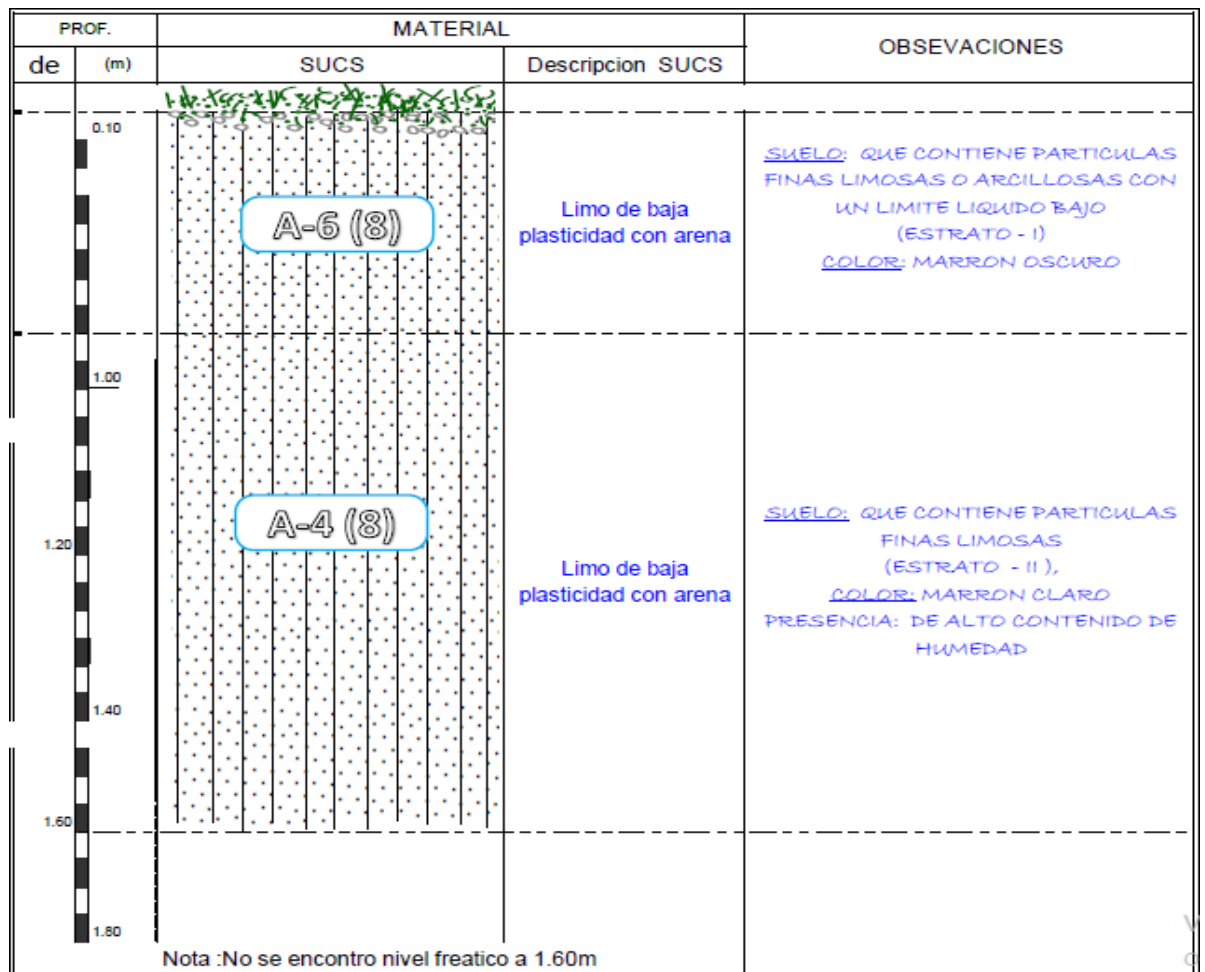 PROF.
MATERIAL
OBSEVACIONES
de
(m)
SUCS
Descripcion SUCS
0.10
A-6 (8)
Limo de baja
plasticidad con arena
SUELO: QUE CONTIENE PARTICULAS
FINAS LIMOSAS O ARCILLOSAS CON
UN LIMITE LIQUIDO BAJO
(ESTRATO - I)
COLOR: MARRON OSCURO
1.00
A-4 (8)
1.20
Limo de baja
plasticidad con arena
SUELO: QUE CONTIENE PARTICULAS
FINAS LIMOSAS
(ESTRATO - II),
COLOR: MARRON CLARO
PRESENCIA: DE ALTO CONTENIDO DE
HUMEDAD
1.40
1.60
1.80
Nota :No se encontro nivel freatico a 1.60m